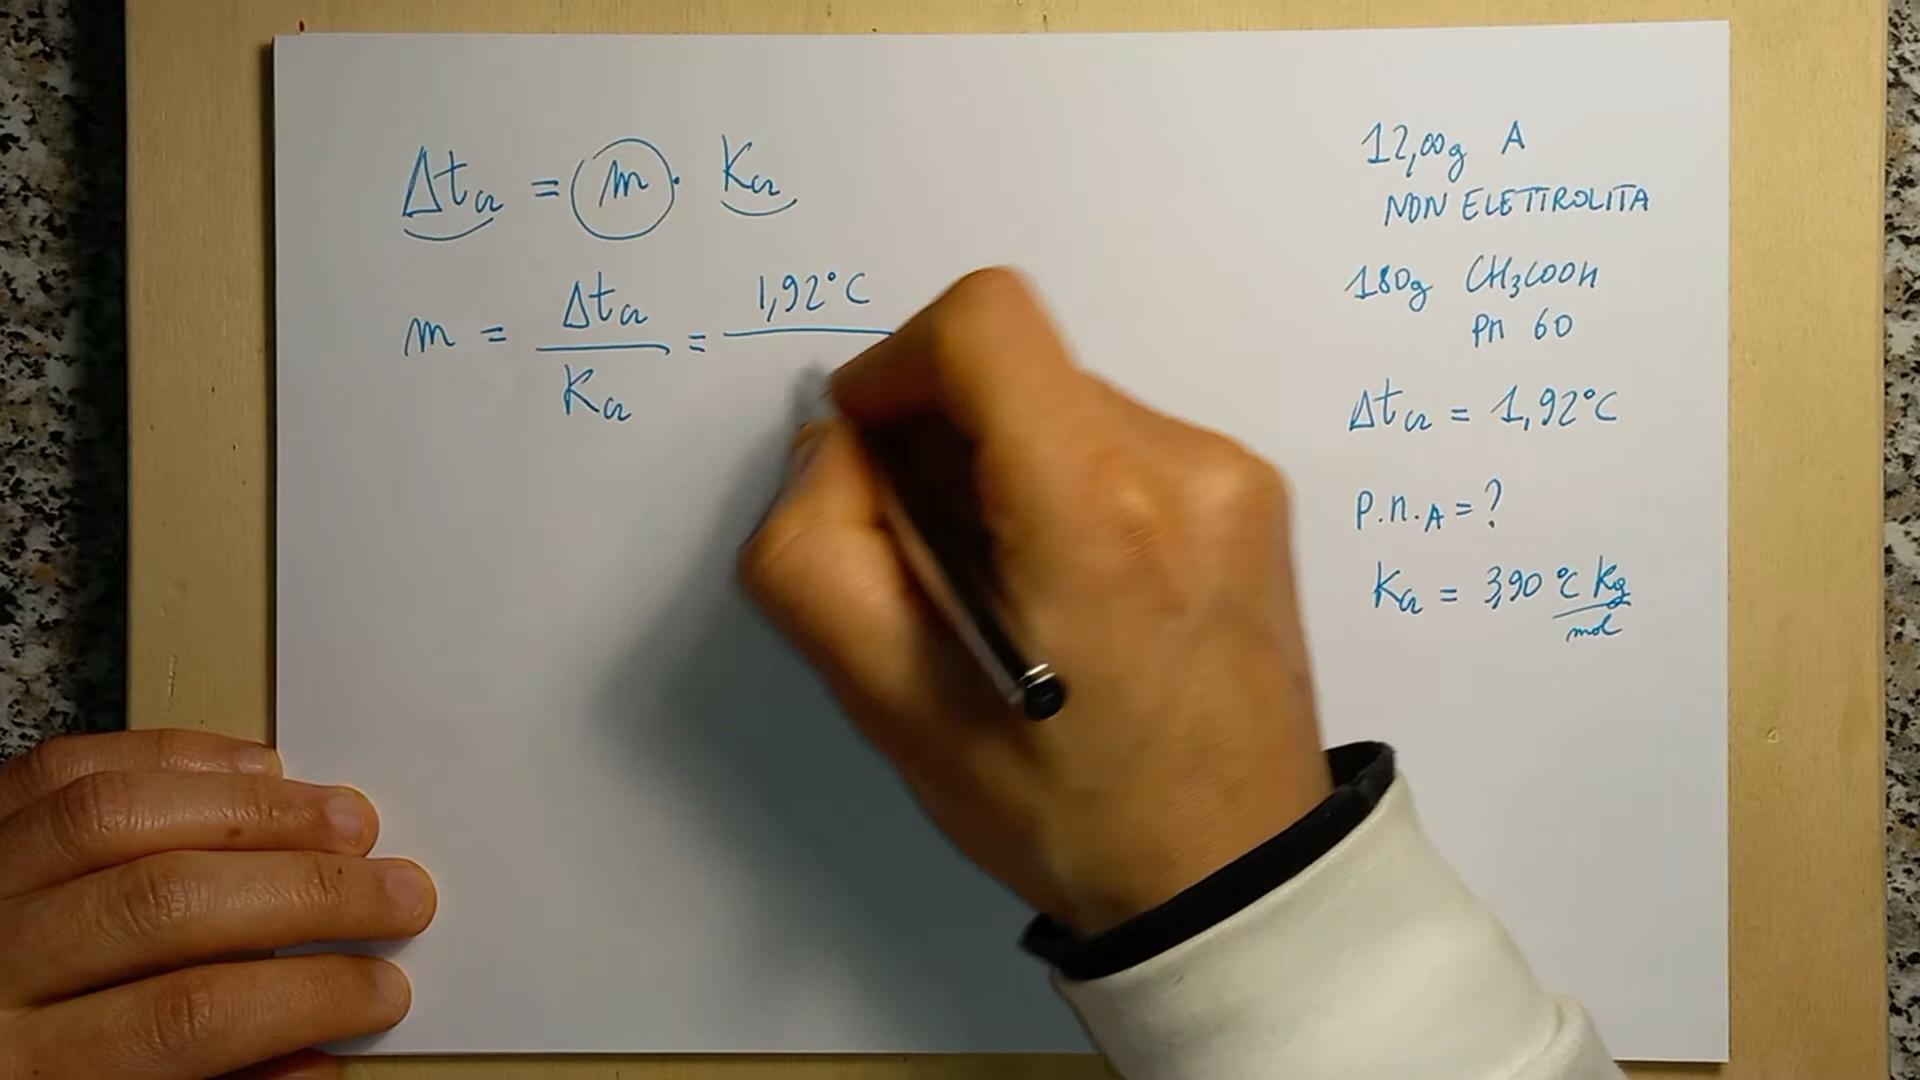 Δtcr = m · Kcr
m = Δtcr / Kcr = 1,92°C
12,00g A
NON ELETTROLITA
180g CH3COOH
PM 60
Δtcr = 1,92°C
P.M.A = ?
Kcr = 3,90 °C Kg / mol